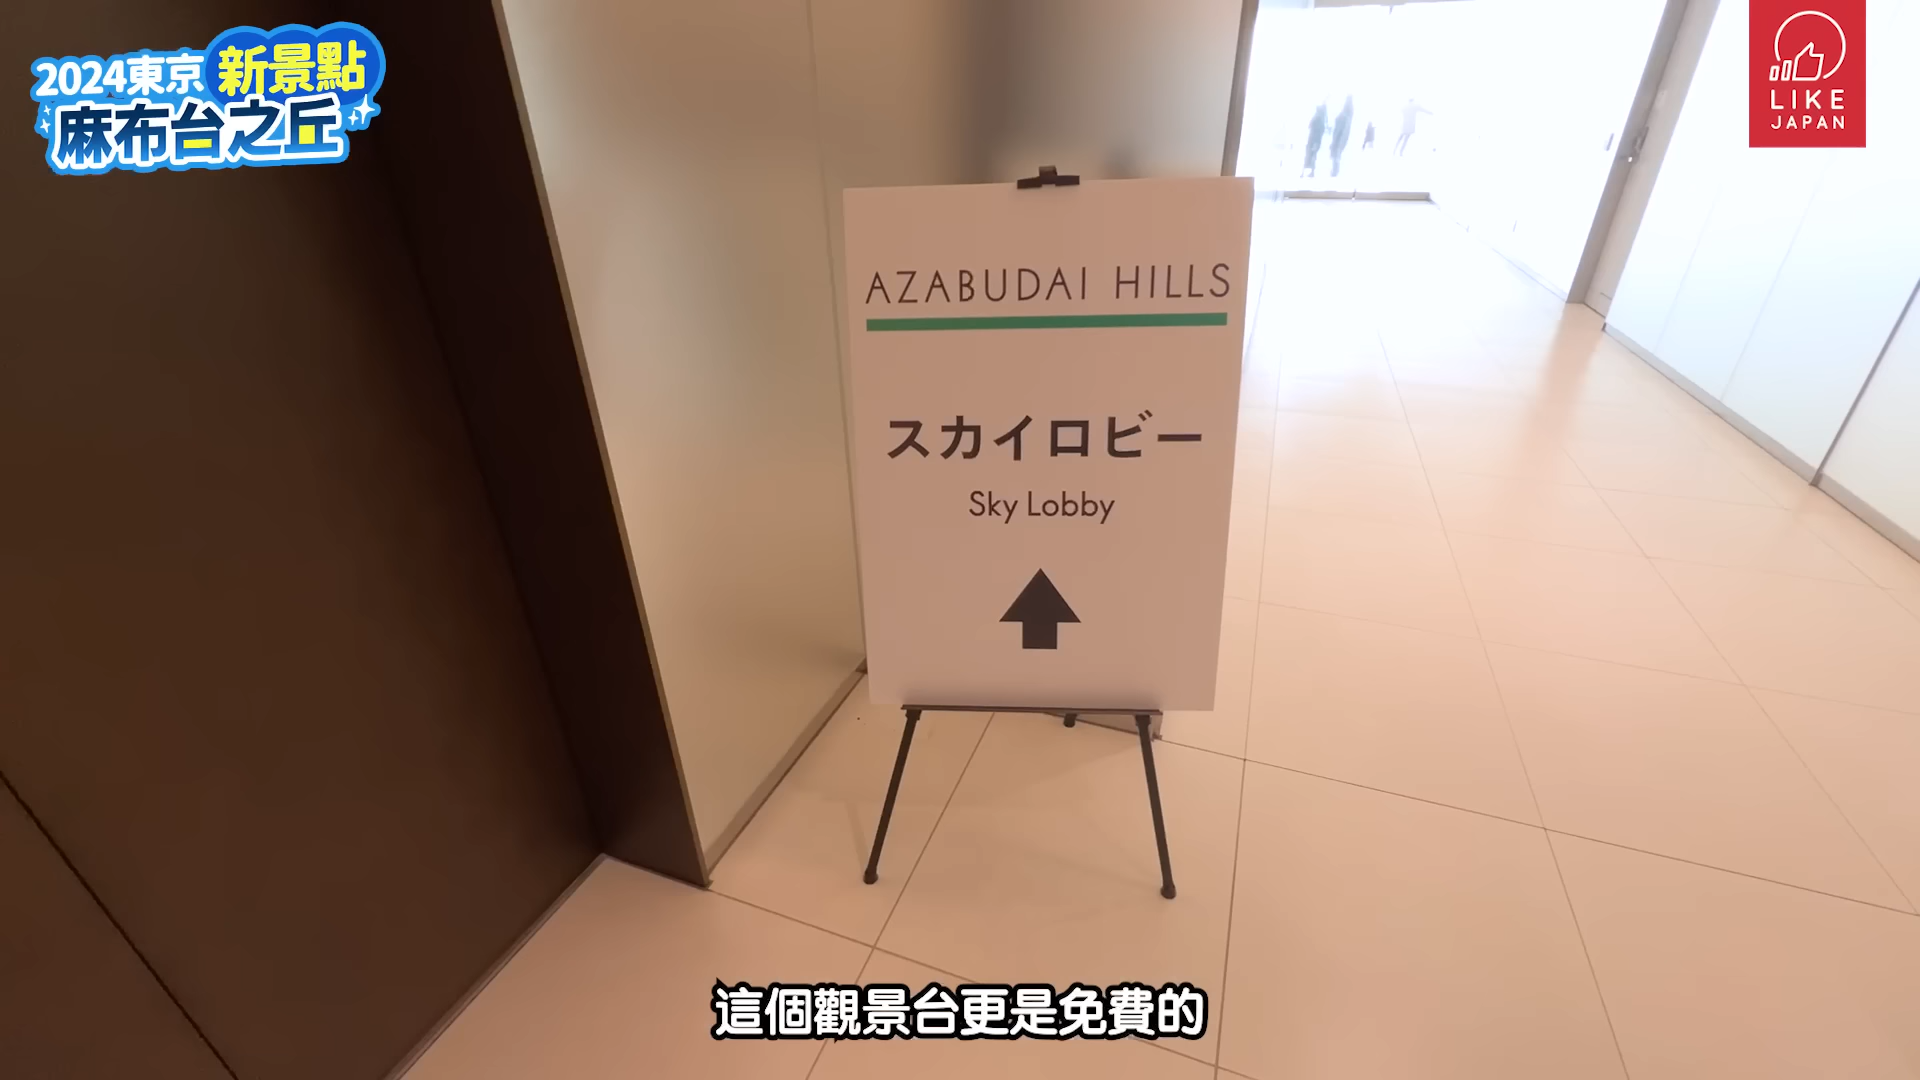 2024東京 新景點
麻布台之丘
LIKE
JAPAN
AZABUDAI HILLS
スカイロビー
Sky Lobby
這個觀景台更是免費的